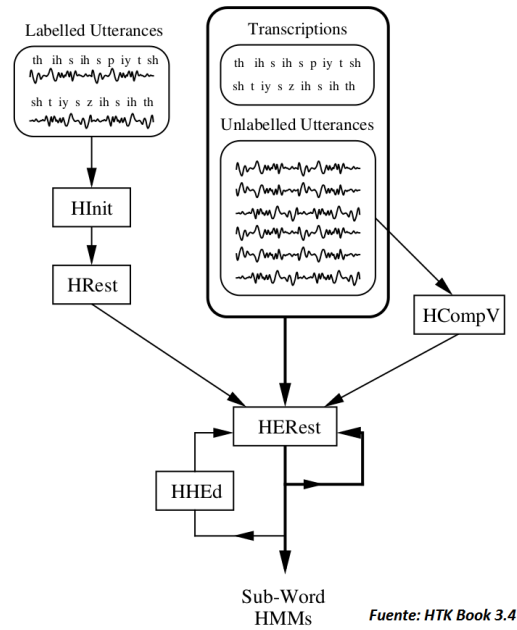 Labelled Utterances
th ih s ih s p iy t sh
sh t iy s z ih s ih th
Transcriptions
th ih s ih s p iy t sh
sh t iy s z ih s ih th
Unlabelled Utterances
HInit
HRest
HCompV
HERest
HHEd
Sub-Word
HMMs
Fuente: HTK Book 3.4